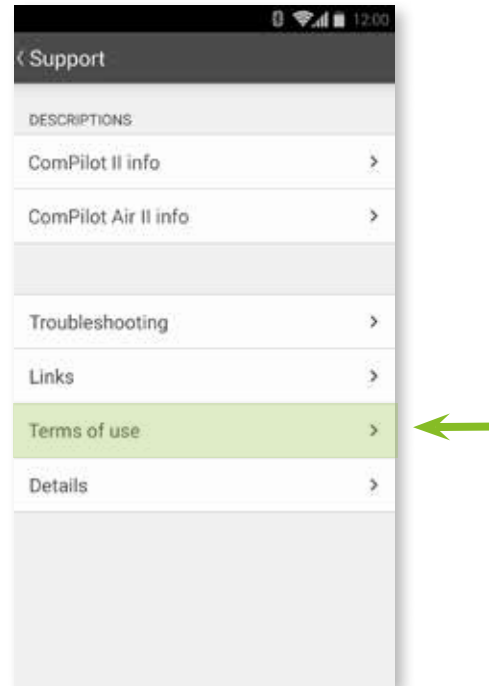 12:00
Support
DESCRIPTIONS
ComPilot II info
ComPilot Air II info
Troubleshooting
Links
Terms of use
Details